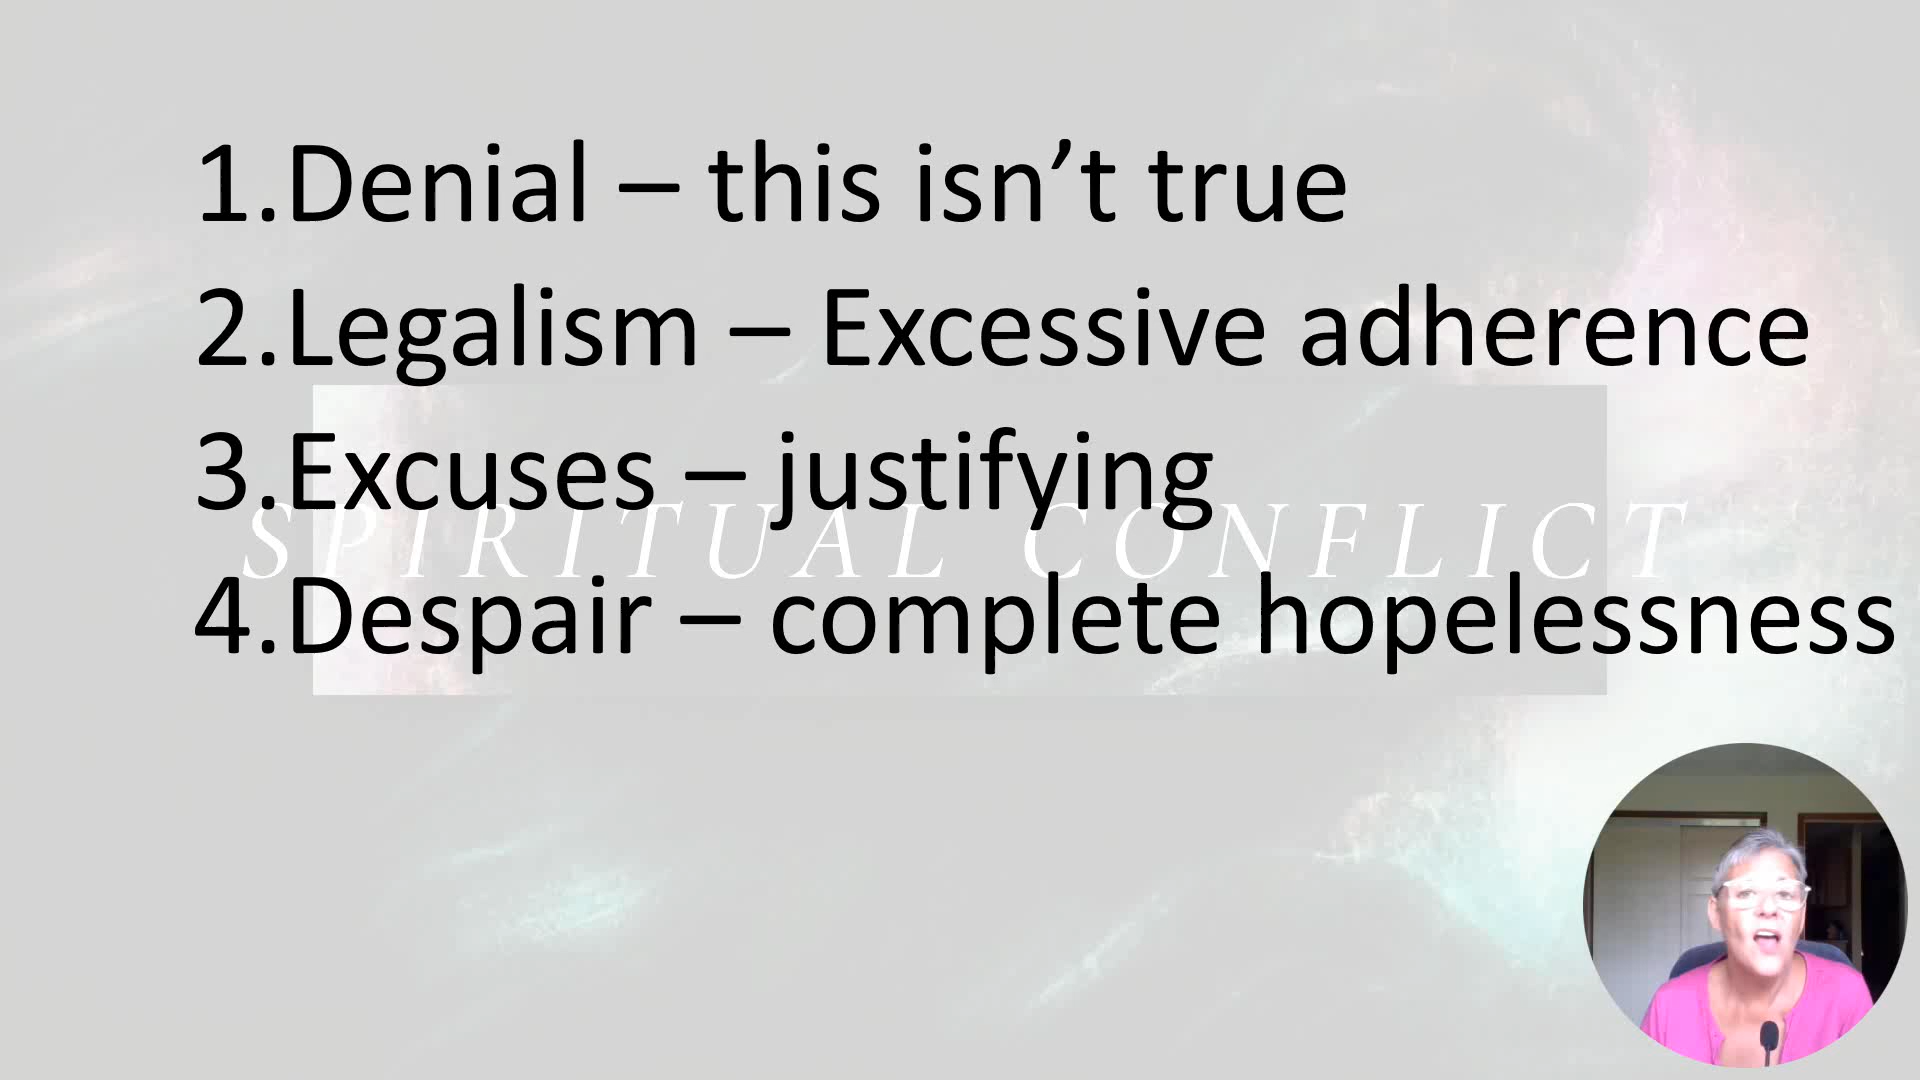 1.Denial – this isn’t true
2.Legalism – Excessive adherence
3.Excuses – justifying
SPIRITUAL CONFLICT
4.Despair – complete hopelessness